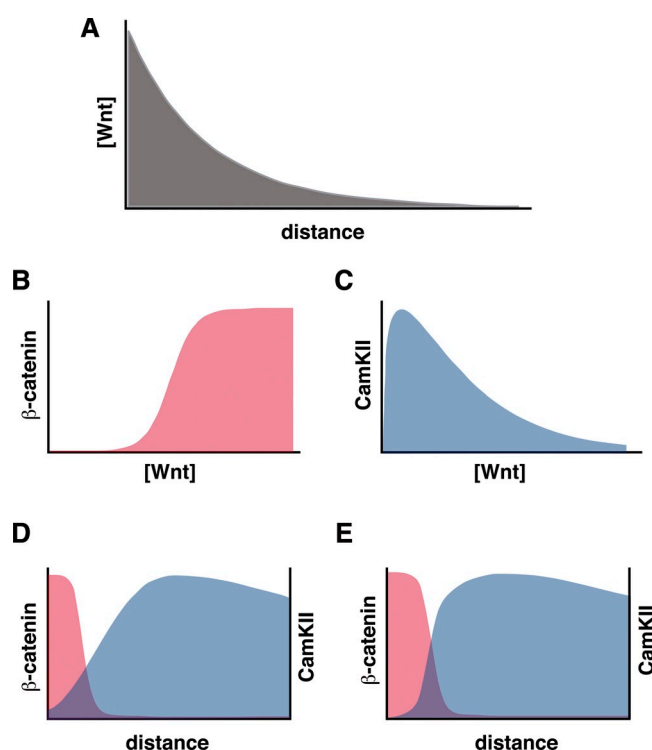 A
[Wnt]
distance
B
β-catenin
[Wnt]
C
CamKII
[Wnt]
D
β-catenin
CamKII
distance
E
β-catenin
CamKII
distance